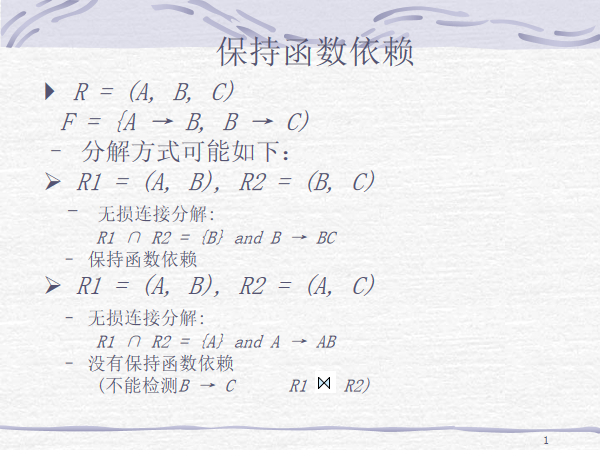 保持函数依赖
R = (A, B, C)
F = {A → B, B → C)
– 分解方式可能如下：
➢ R1 = (A, B), R2 = (B, C)
– 无损连接分解:
R1 ∩ R2 = {B} and B → BC
– 保持函数依赖
➢ R1 = (A, B), R2 = (A, C)
– 无损连接分解:
R1 ∩ R2 = {A} and A → AB
– 没有保持函数依赖
(不能检测B → C R1 ⋈ R2)
1